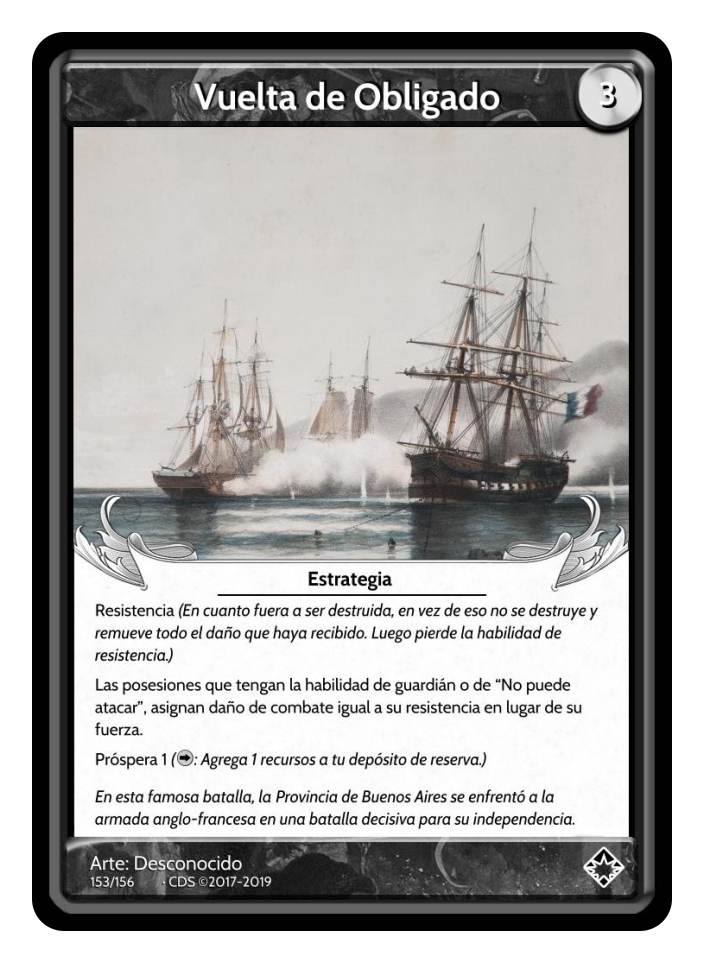 Vuelta de Obligado
3
Estrategia
Resistencia (En cuanto fuera a ser destruida, en vez de eso no se destruye y
remueve todo el daño que haya recibido. Luego pierde la habilidad de
resistencia.)
Las posesiones que tengan la habilidad de guardián o de “No puede
atacar”, asignan daño de combate igual a su resistencia en lugar de su
fuerza.
Próspera 1 (➡: Agrega 1 recursos a tu depósito de reserva.)
En esta famosa batalla, la Provincia de Buenos Aires se enfrentó a la
armada anglo-francesa en una batalla decisiva para su independencia.
Arte: Desconocido
153/156 · CDS ©2017-2019